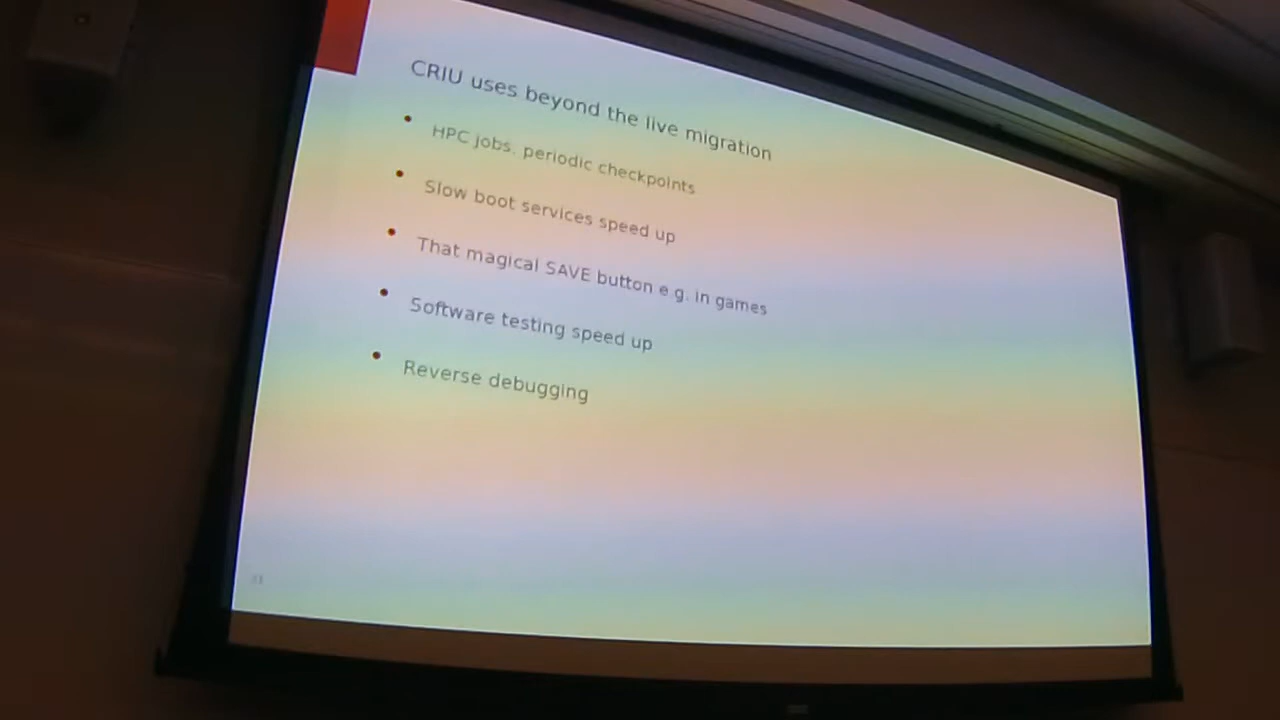 CRIU uses beyond the live migration
HPC jobs. periodic checkpoints
Slow boot services speed up
That magical SAVE button e g. in games
Software testing speed up
Reverse debugging